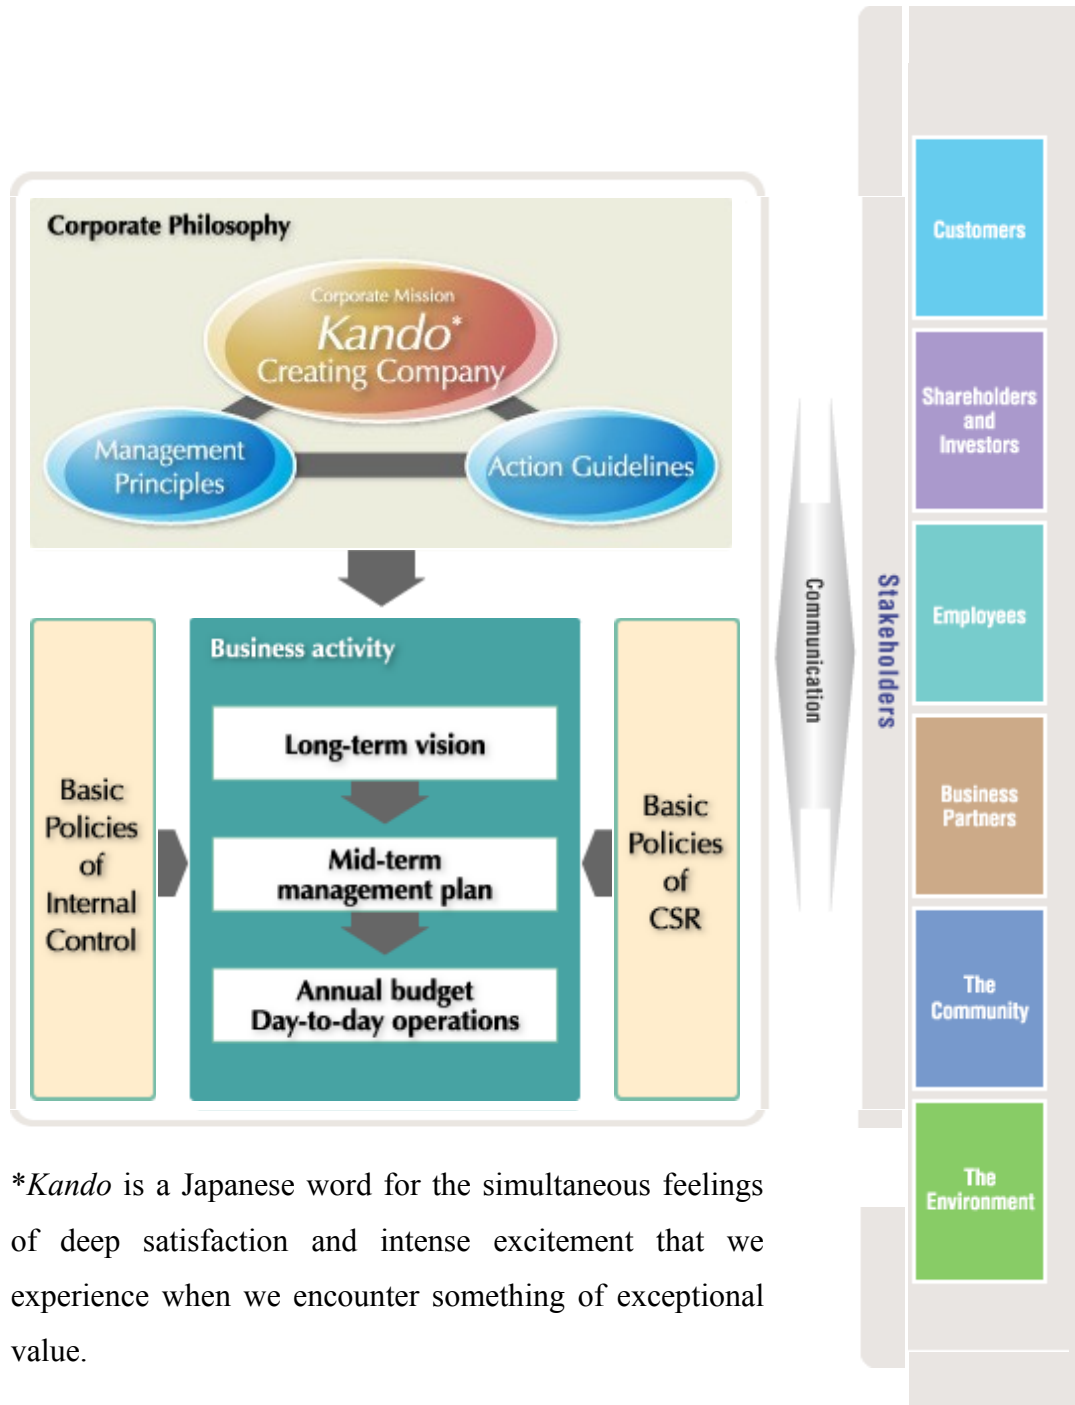 Corporate Philosophy
Corporate Mission
Kando*
Creating Company
Management
Principles
Action Guidelines
Basic
Policies
of
Internal
Control
Business activity
Long-term vision
Mid-term
management plan
Annual budget
Day-to-day operations
Basic
Policies
of
CSR
Communication
Stakeholders
Customers
Shareholders
and
Investors
Employees
Business
Partners
The
Community
The
Environment
*Kando is a Japanese word for the simultaneous feelings
of deep satisfaction and intense excitement that we
experience when we encounter something of exceptional
value.